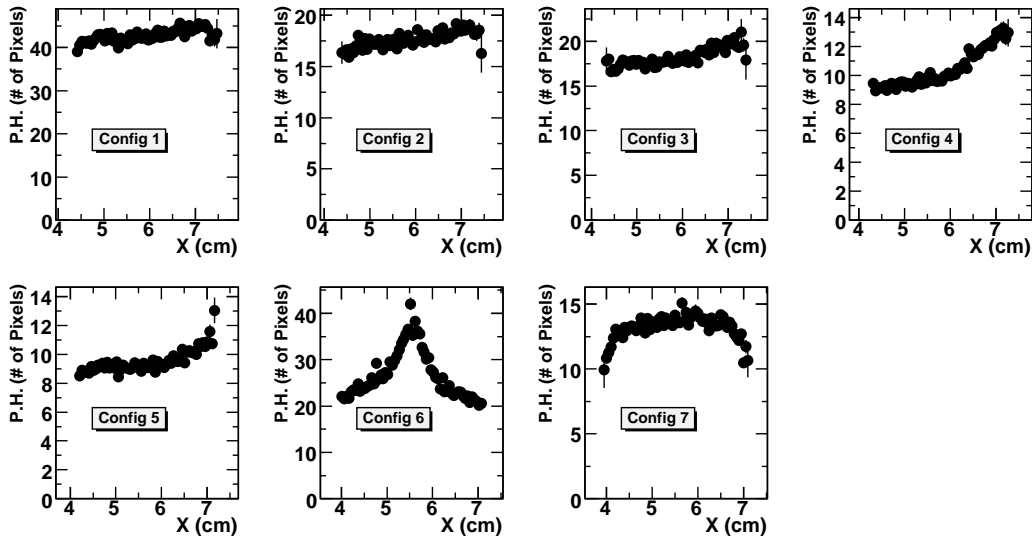 P.H. (# of Pixels)
40
30
20
10
0
Config 1
4 5 6 7
X (cm)
P.H. (# of Pixels)
20
15
10
5
0
Config 2
4 5 6 7
X (cm)
P.H. (# of Pixels)
20
15
10
5
0
Config 3
4 5 6 7
X (cm)
P.H. (# of Pixels)
14
12
10
8
6
4
2
0
Config 4
4 5 6 7
X (cm)
P.H. (# of Pixels)
14
12
10
8
6
4
2
0
Config 5
4 5 6 7
X (cm)
P.H. (# of Pixels)
40
30
20
10
0
Config 6
4 5 6 7
X (cm)
P.H. (# of Pixels)
15
10
5
0
Config 7
4 5 6 7
X (cm)